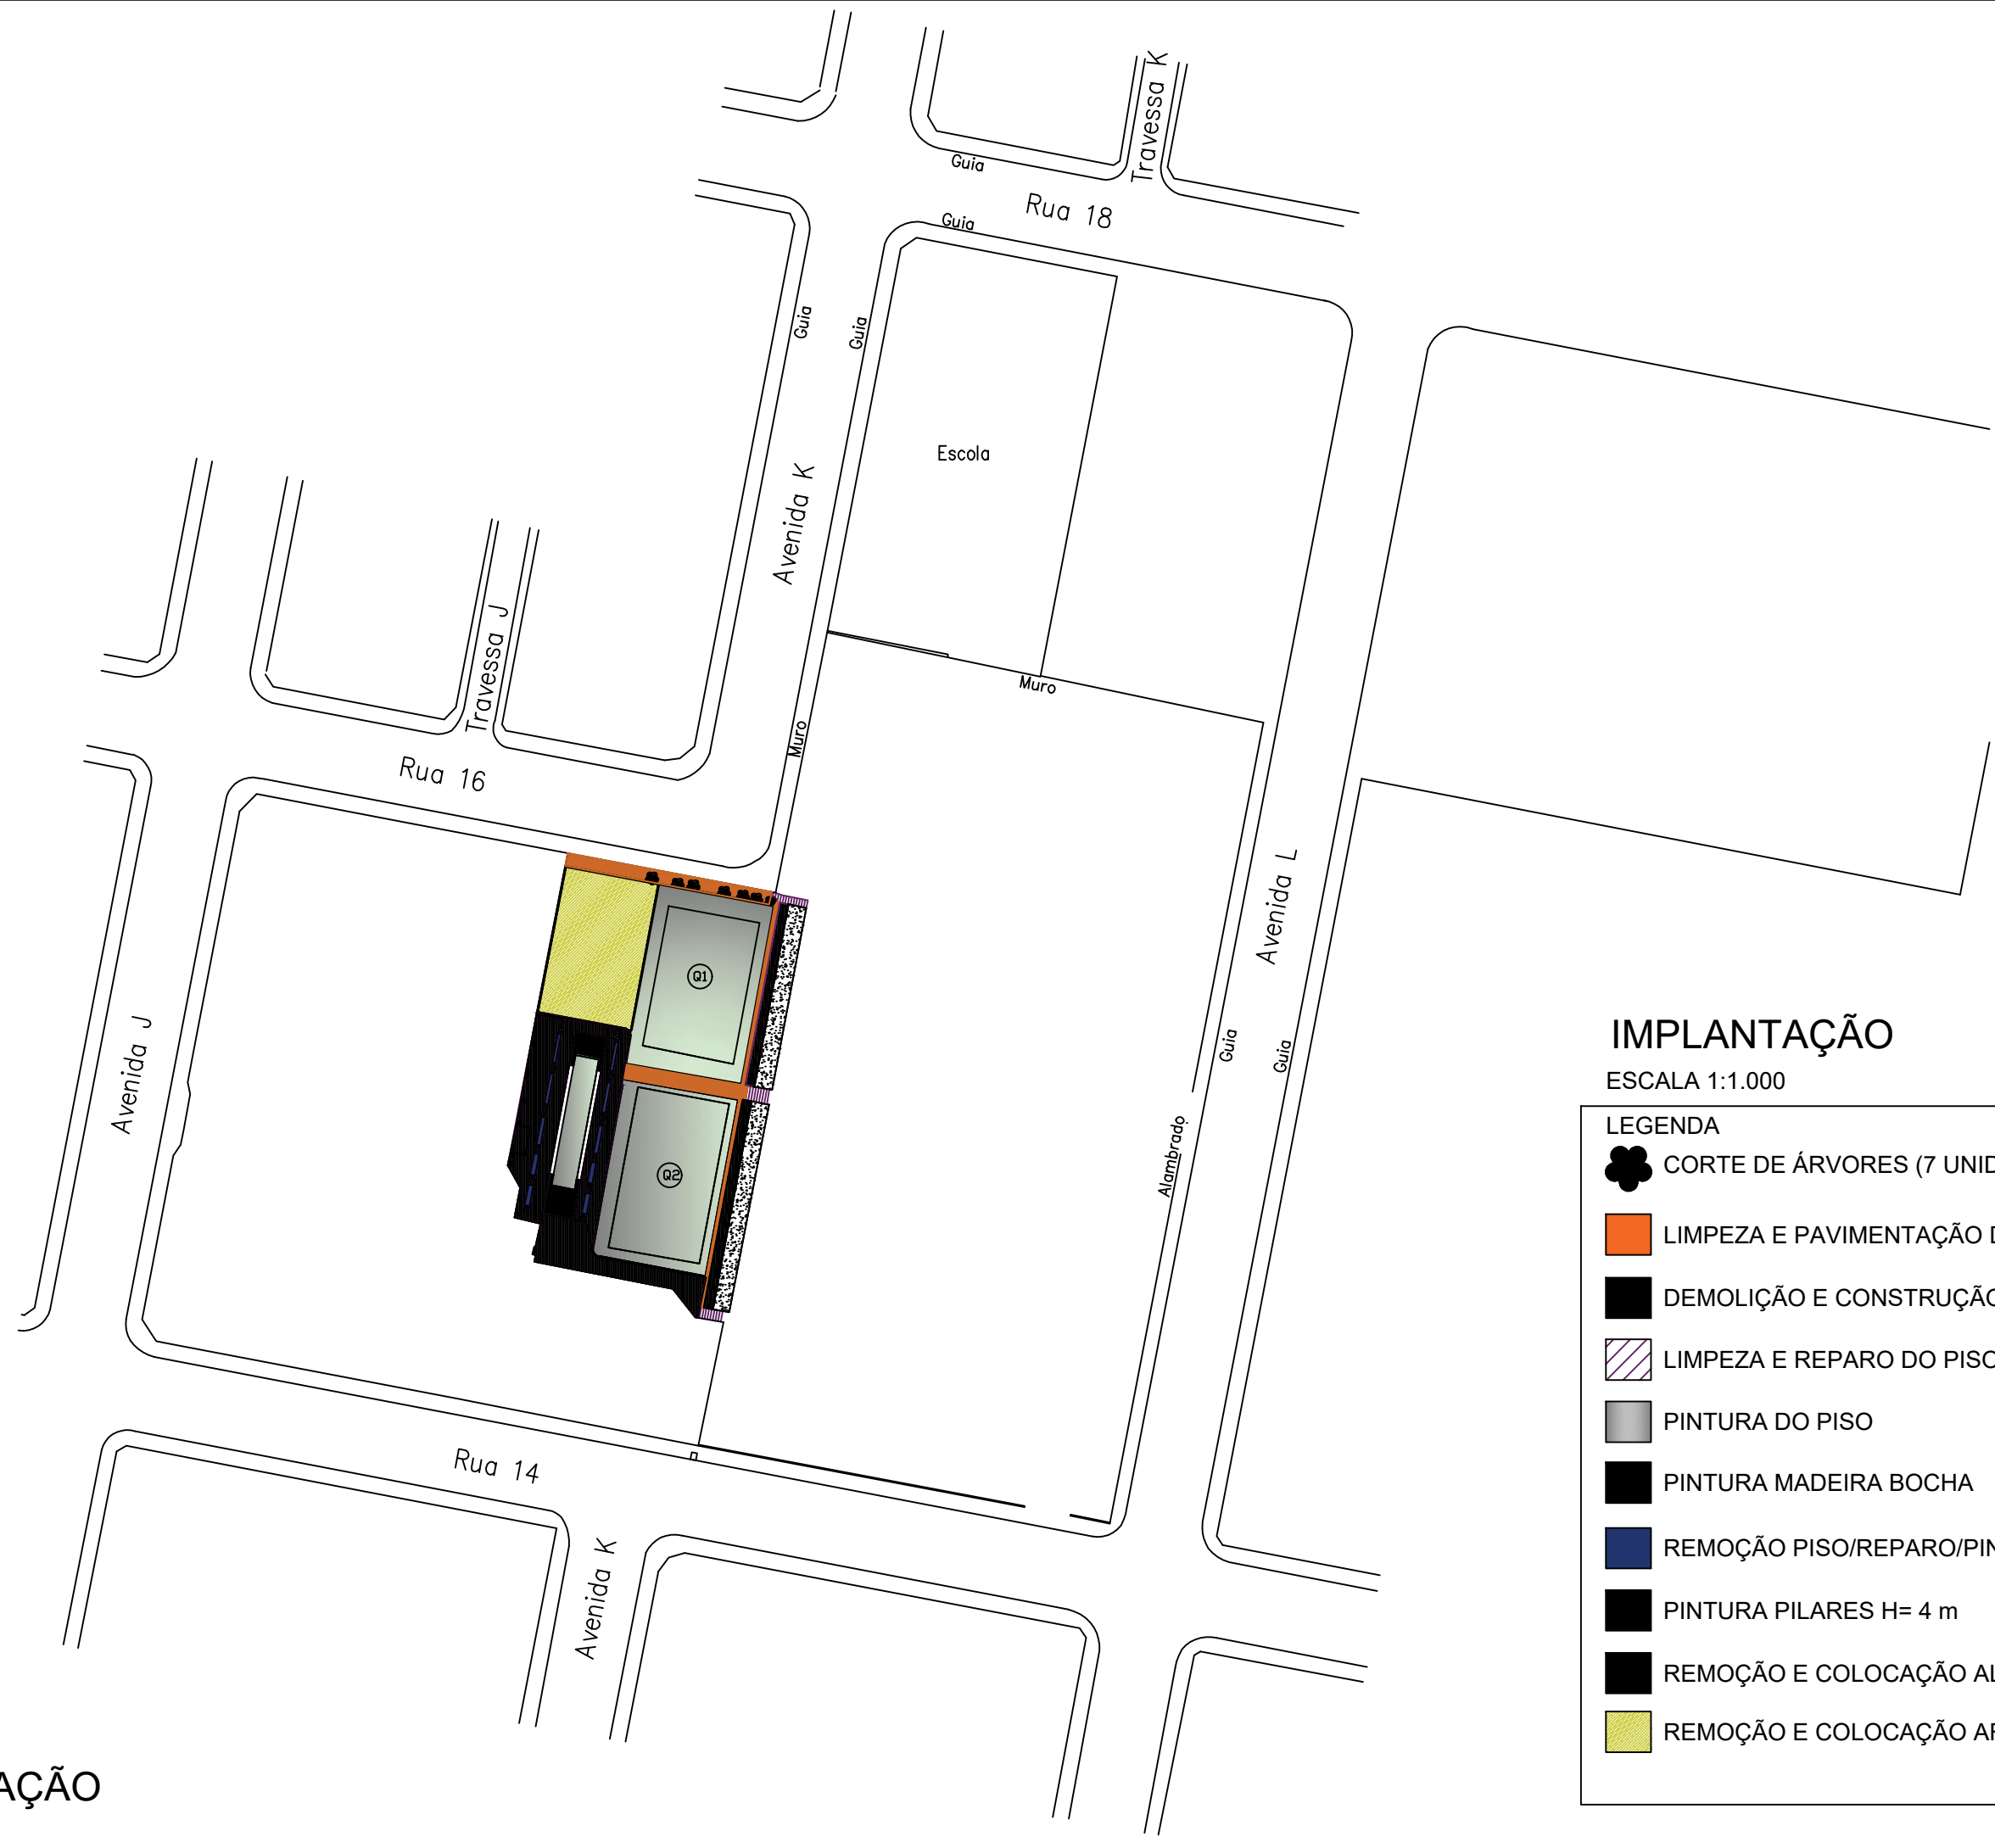 Travessa K
Guia
Rua 18
Guia
Guia
Guia
Escola
Avenida K
Travessa J
Muro
Muro
Rua 16
Avenida L
Q1
Avenida J
Guia
Guia
Alambrado
Q2
Rua 14
Avenida K
IMPLANTAÇÃO
ESCALA 1:1.000
LEGENDA
CORTE DE ÁRVORES (7 UNID
LIMPEZA E PAVIMENTAÇÃO D
DEMOLIÇÃO E CONSTRUÇÃO
LIMPEZA E REPARO DO PISO
PINTURA DO PISO
PINTURA MADEIRA BOCHA
REMOÇÃO PISO/REPARO/PIN
PINTURA PILARES H= 4 m
REMOÇÃO E COLOCAÇÃO AL
REMOÇÃO E COLOCAÇÃO AR
AÇÃO